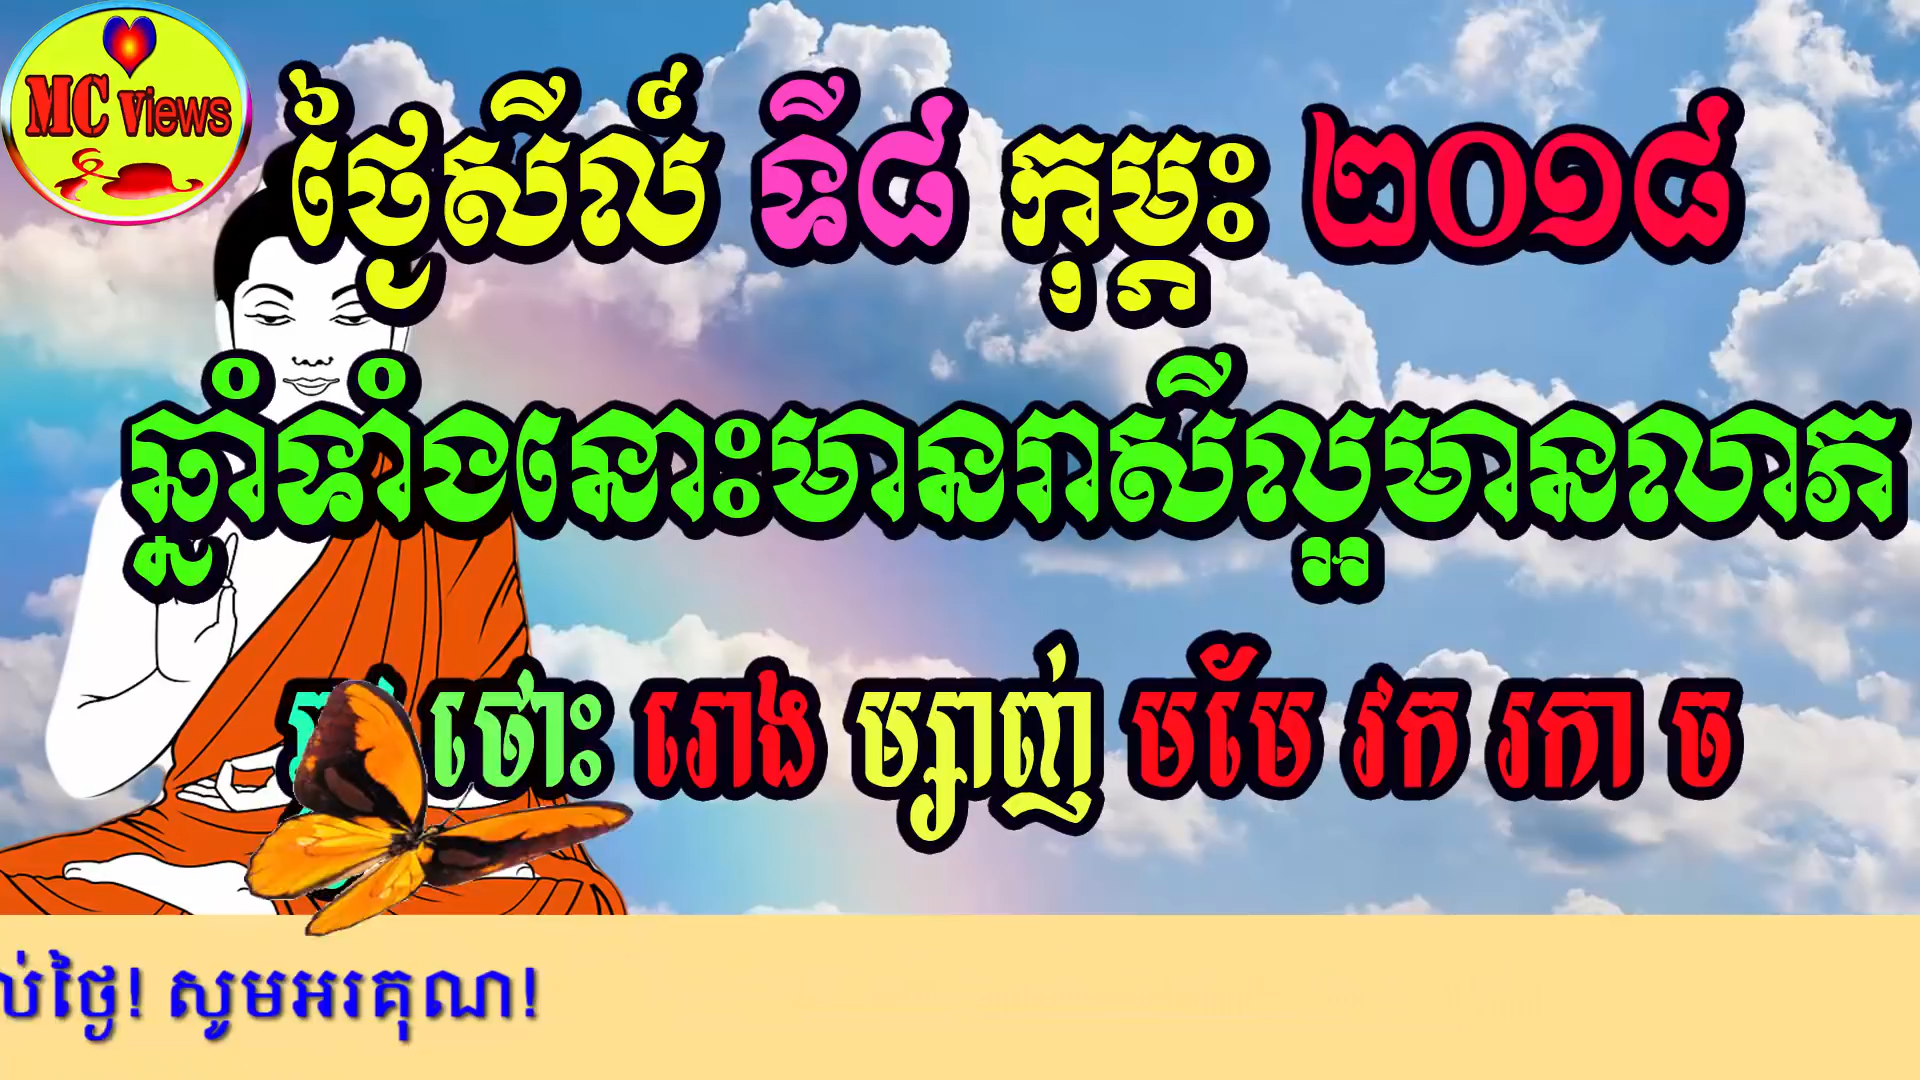 MC Views
ថ្ងៃសីល៍ ទី៨ កុម្ភះ ២០១៨
ឆ្នាំទាំងនោះមានរាសីល្អមានលាភ
ថោះ រោង ម្សាញ់ មមែ វក រកា ច
ល់ថ្ងៃ! សូមអរគុណ!